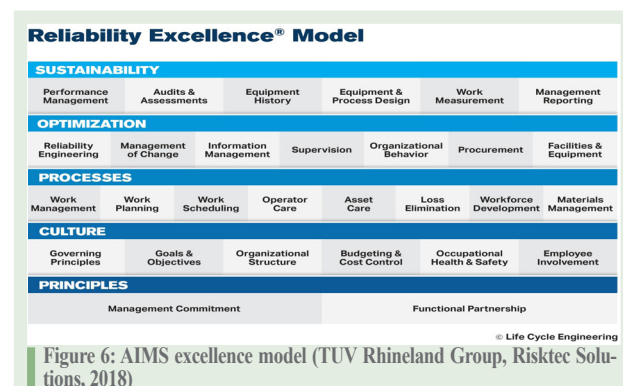 Reliability Excellence® Model
SUSTAINABILITY
Performance Management
Audits & Assessments
Equipment History
Equipment & Process Design
Work Measurement
Management Reporting
OPTIMIZATION
Reliability Engineering
Management of Change
Information Management
Supervision
Organizational Behavior
Procurement
Facilities & Equipment
PROCESSES
Work Management
Work Planning
Work Scheduling
Operator Care
Asset Care
Loss Elimination
Workforce Development
Materials Management
CULTURE
Governing Principles
Goals & Objectives
Organizational Structure
Budgeting & Cost Control
Occupational Health & Safety
Employee Involvement
PRINCIPLES
Management Commitment
Functional Partnership
© Life Cycle Engineering
Figure 6: AIMS excellence model (TUV Rhineland Group, Risktec Solu-
tions, 2018)